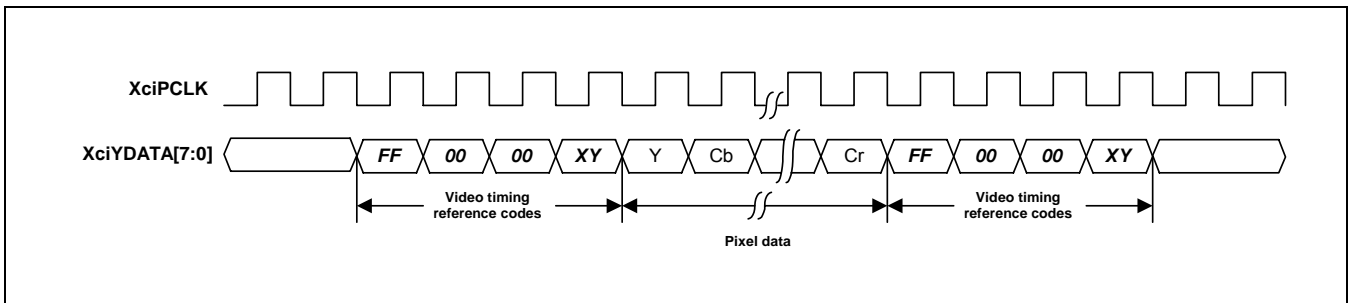 XciPCLK
XciYDATA[7:0] FF 00 00 XY Y Cb Cr FF 00 00 XY
Video timing Video timing
reference codes reference codes
Pixel data